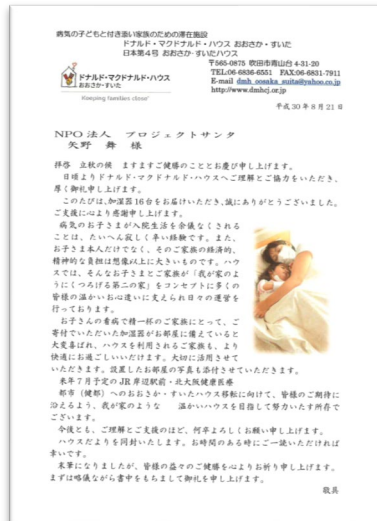 病気の子どもと付き添い家族のための滞在施設
ドナルド・マクドナルド・ハウス おおさか・すいた
日本第4号 おおさか・すいたハウス
〒565-0875 吹田市青山台 4-31-20
TEL:06-6836-6551 FAX:06-6831-7911
E-mail dmh_oosaka_suita@yahoo.co.jp
http://www.dmhcj.or.jp
ドナルド・マクドナルド・ハウス
おおさか・すいた
Keeping families close
平成30年8月21日
NPO法人 プロジェクトサンタ
矢野 舞 様
拝啓 立秋の候 ますますご健勝のこととお慶び申し上げます。
日頃よりドナルド・マクドナルド・ハウスへご理解とご協力をいただき、
厚く御礼申し上げます。
このたびは、加湿器16台をお届けいただき、誠にありがとうございました。
ご支援に心より感謝申し上げます。
病気のお子さまが入院生活を余儀なくされる
ことは、たいへん寂しく辛い経験です。また、
お子さま本人だけでなく、そのご家族の経済的、
精神的な負担は想像以上に大きいものです。ハウ
スでは、そんなお子さまとご家族が「我が家のよ
うにくつろげる第二の家」をコンセプトに多くの
皆様の温かいお心遣いに支えられ日々の運営を
行っております。
お子さんの看病で精一杯のご家族にとって、ご
寄付でいただいた加湿器がお部屋に備えていると
大変喜ばれ、ハウスを利用されるご家族も、より
快適にお過ごしいただけます。大切に活用させて
いただきます。設置したお部屋の写真も添付させていただきます。
来年7月予定のJR岸辺駅前・北大阪健康医療
都市(健都)へのおおさか・すいたハウス移転に向けて、皆様のご期待に
沿えるよう、我が家のような 温かいハウスを目指して努力いたす所存で
ございます。
今後とも、ご理解とご支援のほど、何卒よろしくお願い申し上げます。
ハウスだよりを同封いたします。お時間のある時にご一読いただければ
幸いです。
末筆になりましたが、皆様の益々のご健勝を心よりお祈り申し上げます。
まずは略儀ながら書中をもちまして御礼を申し上げます。
敬具